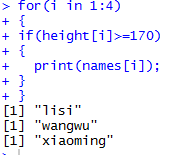 > for(i in 1:4)
+ {
+ if(height[i]>=170)
+ {
+   print(names[i]);
+ }
+ }
[1] "lisi"
[1] "wangwu"
[1] "xiaoming"
>